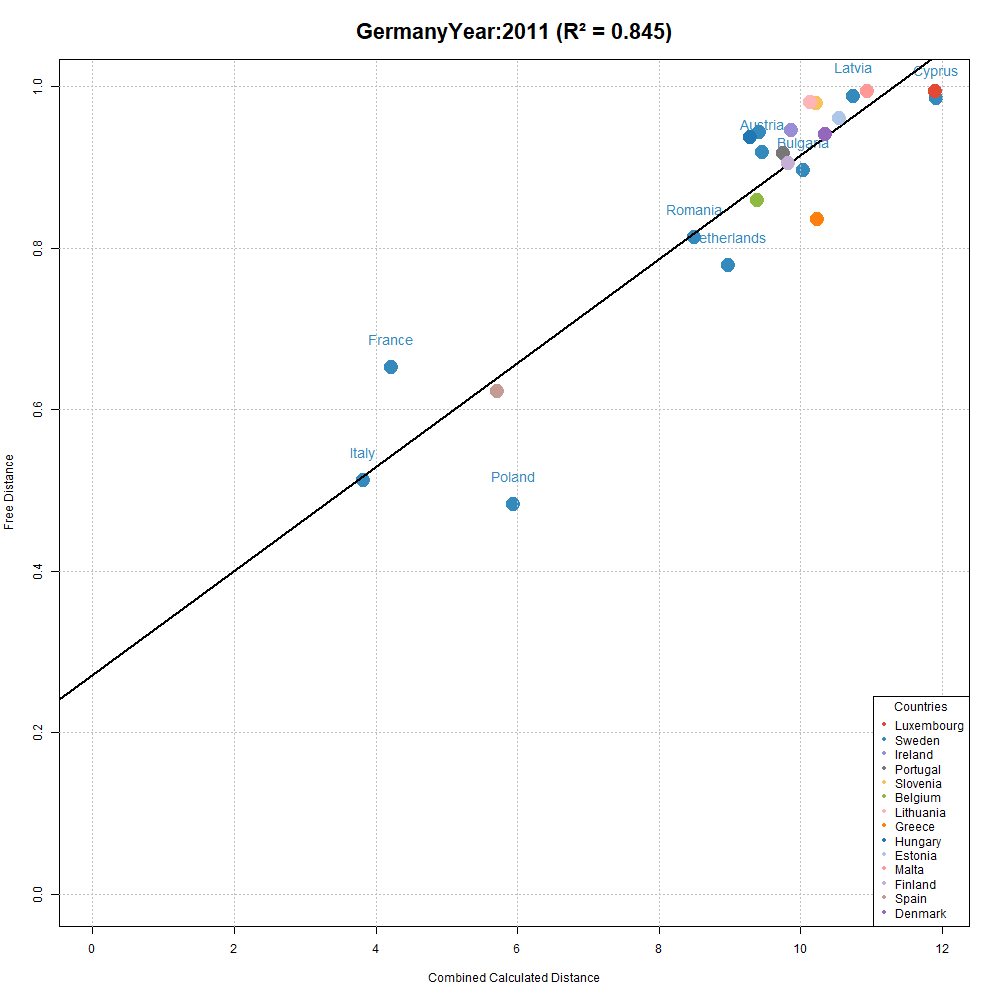 GermanyYear:2011 (R² = 0.845)
Latvia
Cyprus
Austria
Bulgaria
Romania
Netherlands
France
Italy
Poland
Free Distance
1.0
0.8
0.6
0.4
0.2
0.0
Countries
Luxembourg
Sweden
Ireland
Portugal
Slovenia
Belgium
Lithuania
Greece
Hungary
Estonia
Malta
Finland
Spain
Denmark
0 2 4 6 8 10 12
Combined Calculated Distance